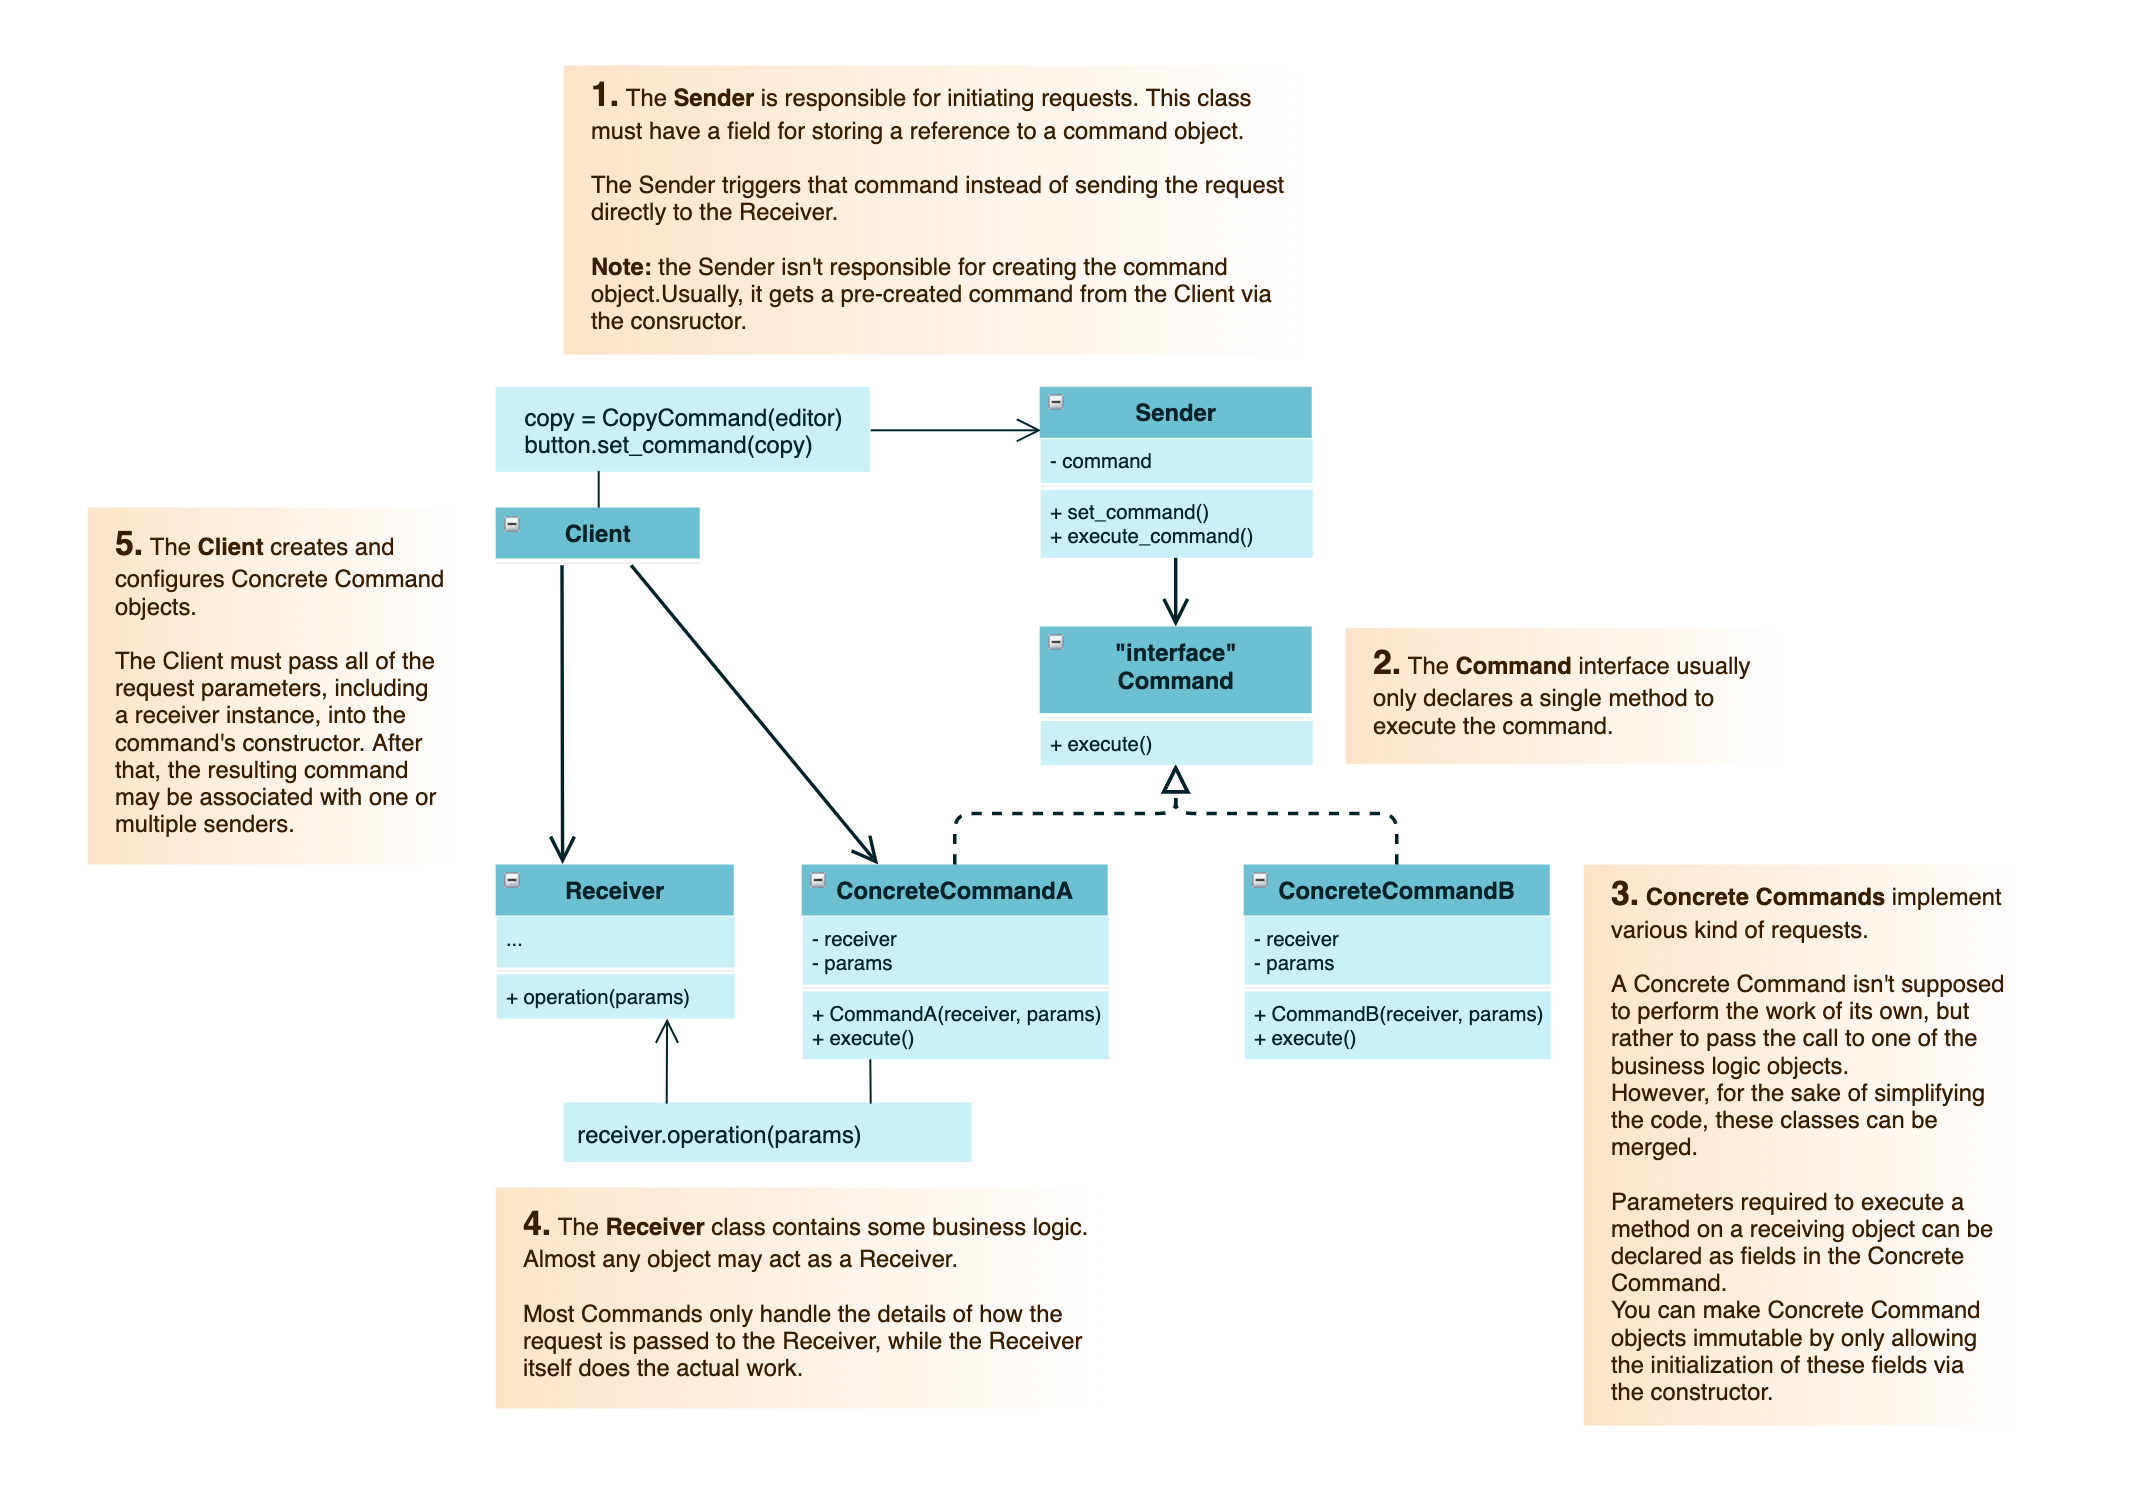 1. The Sender is responsible for initiating requests. This class
must have a field for storing a reference to a command object.
The Sender triggers that command instead of sending the request
directly to the Receiver.
Note: the Sender isn't responsible for creating the command
object.Usually, it gets a pre-created command from the Client via
the consructor.
copy = CopyCommand(editor)
button.set_command(copy)
Sender
- command
+ set_command()
+ execute_command()
Client
5. The Client creates and
configures Concrete Command
objects.
The Client must pass all of the
request parameters, including
a receiver instance, into the
command's constructor. After
that, the resulting command
may be associated with one or
multiple senders.
"interface"
Command
+ execute()
2. The Command interface usually
only declares a single method to
execute the command.
Receiver
...
+ operation(params)
ConcreteCommandA
- receiver
- params
+ CommandA(receiver, params)
+ execute()
ConcreteCommandB
- receiver
- params
+ CommandB(receiver, params)
+ execute()
3. Concrete Commands implement
various kind of requests.
A Concrete Command isn't supposed
to perform the work of its own, but
rather to pass the call to one of the
business logic objects.
However, for the sake of simplifying
the code, these classes can be
merged.
Parameters required to execute a
method on a receiving object can be
declared as fields in the Concrete
Command.
You can make Concrete Command
objects immutable by only allowing
the initialization of these fields via
the constructor.
receiver.operation(params)
4. The Receiver class contains some business logic.
Almost any object may act as a Receiver.
Most Commands only handle the details of how the
request is passed to the Receiver, while the Receiver
itself does the actual work.